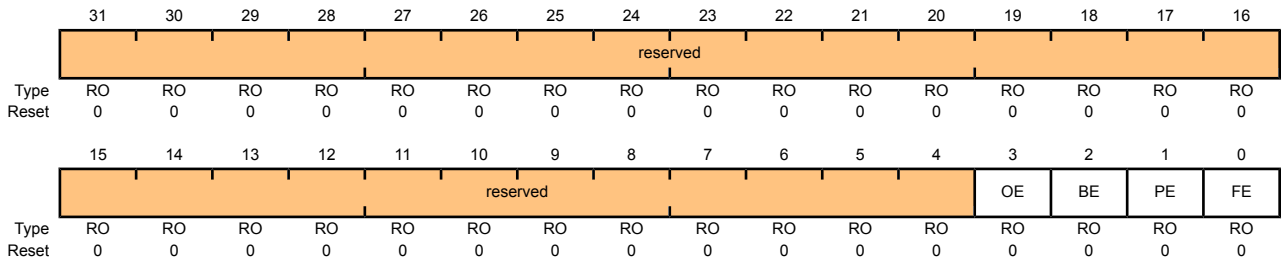 31 30 29 28 27 26 25 24 23 22 21 20 19 18 17 16
reserved
Type RO RO RO RO RO RO RO RO RO RO RO RO RO RO RO RO
Reset 0 0 0 0 0 0 0 0 0 0 0 0 0 0 0 0
15 14 13 12 11 10 9 8 7 6 5 4 3 2 1 0
reserved OE BE PE FE
Type RO RO RO RO RO RO RO RO RO RO RO RO RO RO RO RO
Reset 0 0 0 0 0 0 0 0 0 0 0 0 0 0 0 0